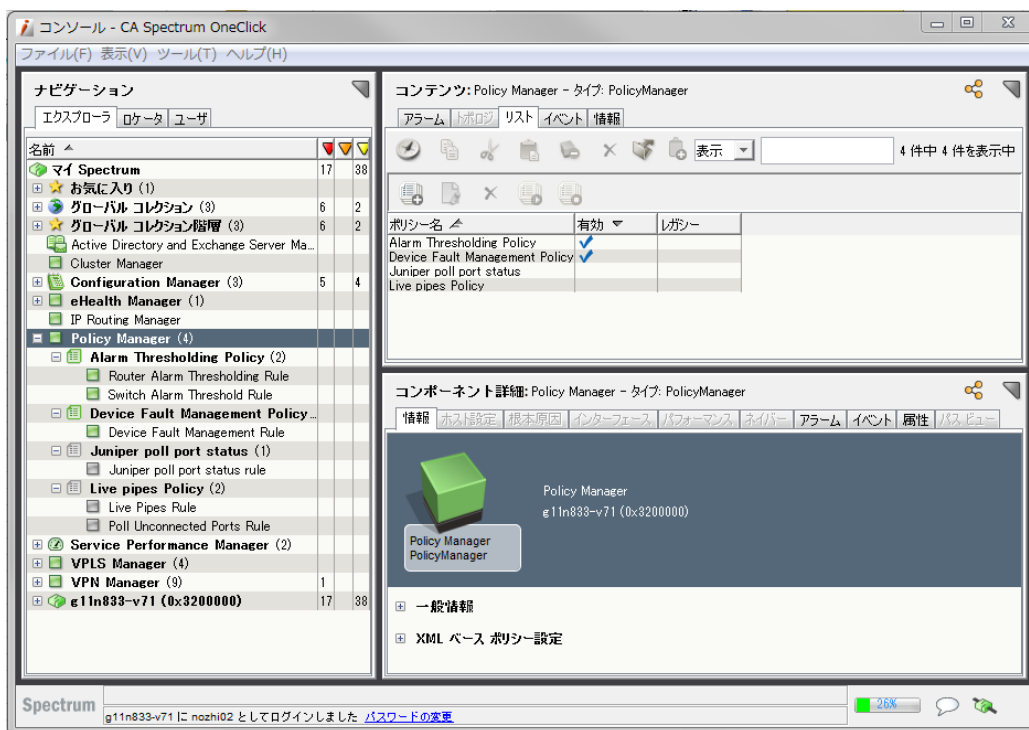 コンソール - CA Spectrum OneClick
ファイル(F) 表示(V) ツール(T) ヘルプ(H)
ナビゲーション
エクスプローラ ロケータ ユーザ
名前
マイ Spectrum 17 38
お気に入り (1)
グローバル コレクション (3) 6 2
グローバル コレクション階層 (3) 6 2
Active Directory and Exchange Server Ma...
Cluster Manager
Configuration Manager (3) 5 4
eHealth Manager (1)
IP Routing Manager
Policy Manager (4)
Alarm Thresholding Policy (2)
Router Alarm Thresholding Rule
Switch Alarm Threshold Rule
Device Fault Management Policy...
Device Fault Management Rule
Juniper poll port status (1)
Juniper poll port status rule
Live pipes Policy (2)
Live Pipes Rule
Poll Unconnected Ports Rule
Service Performance Manager (2)
VPLS Manager (4)
VPN Manager (9) 1
g11n833-v71 (0x3200000) 17 38
コンテンツ: Policy Manager - タイプ: PolicyManager
アラーム トポロジ リスト イベント 情報
表示 4 件中 4 件を表示中
ポリシー名 有効 レガシー
Alarm Thresholding Policy
Device Fault Management Policy
Juniper poll port status
Live pipes Policy
コンポーネント詳細: Policy Manager - タイプ: PolicyManager
情報 ホスト設定 根本原因 インターフェース パフォーマンス ネイバー アラーム イベント 属性 パス ビュー
Policy Manager
g11n833-v71 (0x3200000)
Policy Manager
PolicyManager
一般情報
XML ベース ポリシー設定
Spectrum
g11n833-v71 に nozhi02 としてログインしました パスワードの変更
26%